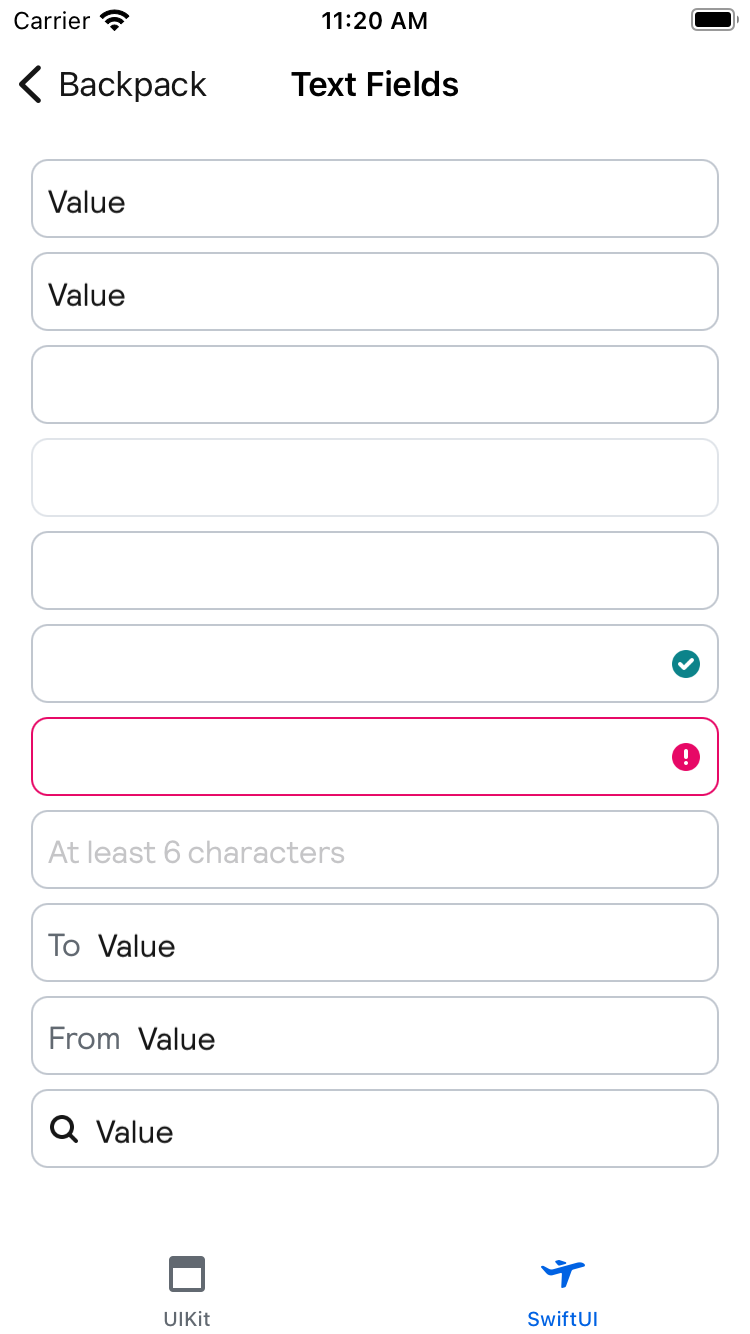 Carrier 11:20 AM
Backpack Text Fields
Value
Value
At least 6 characters
To Value
From Value
Value
UIKit SwiftUI